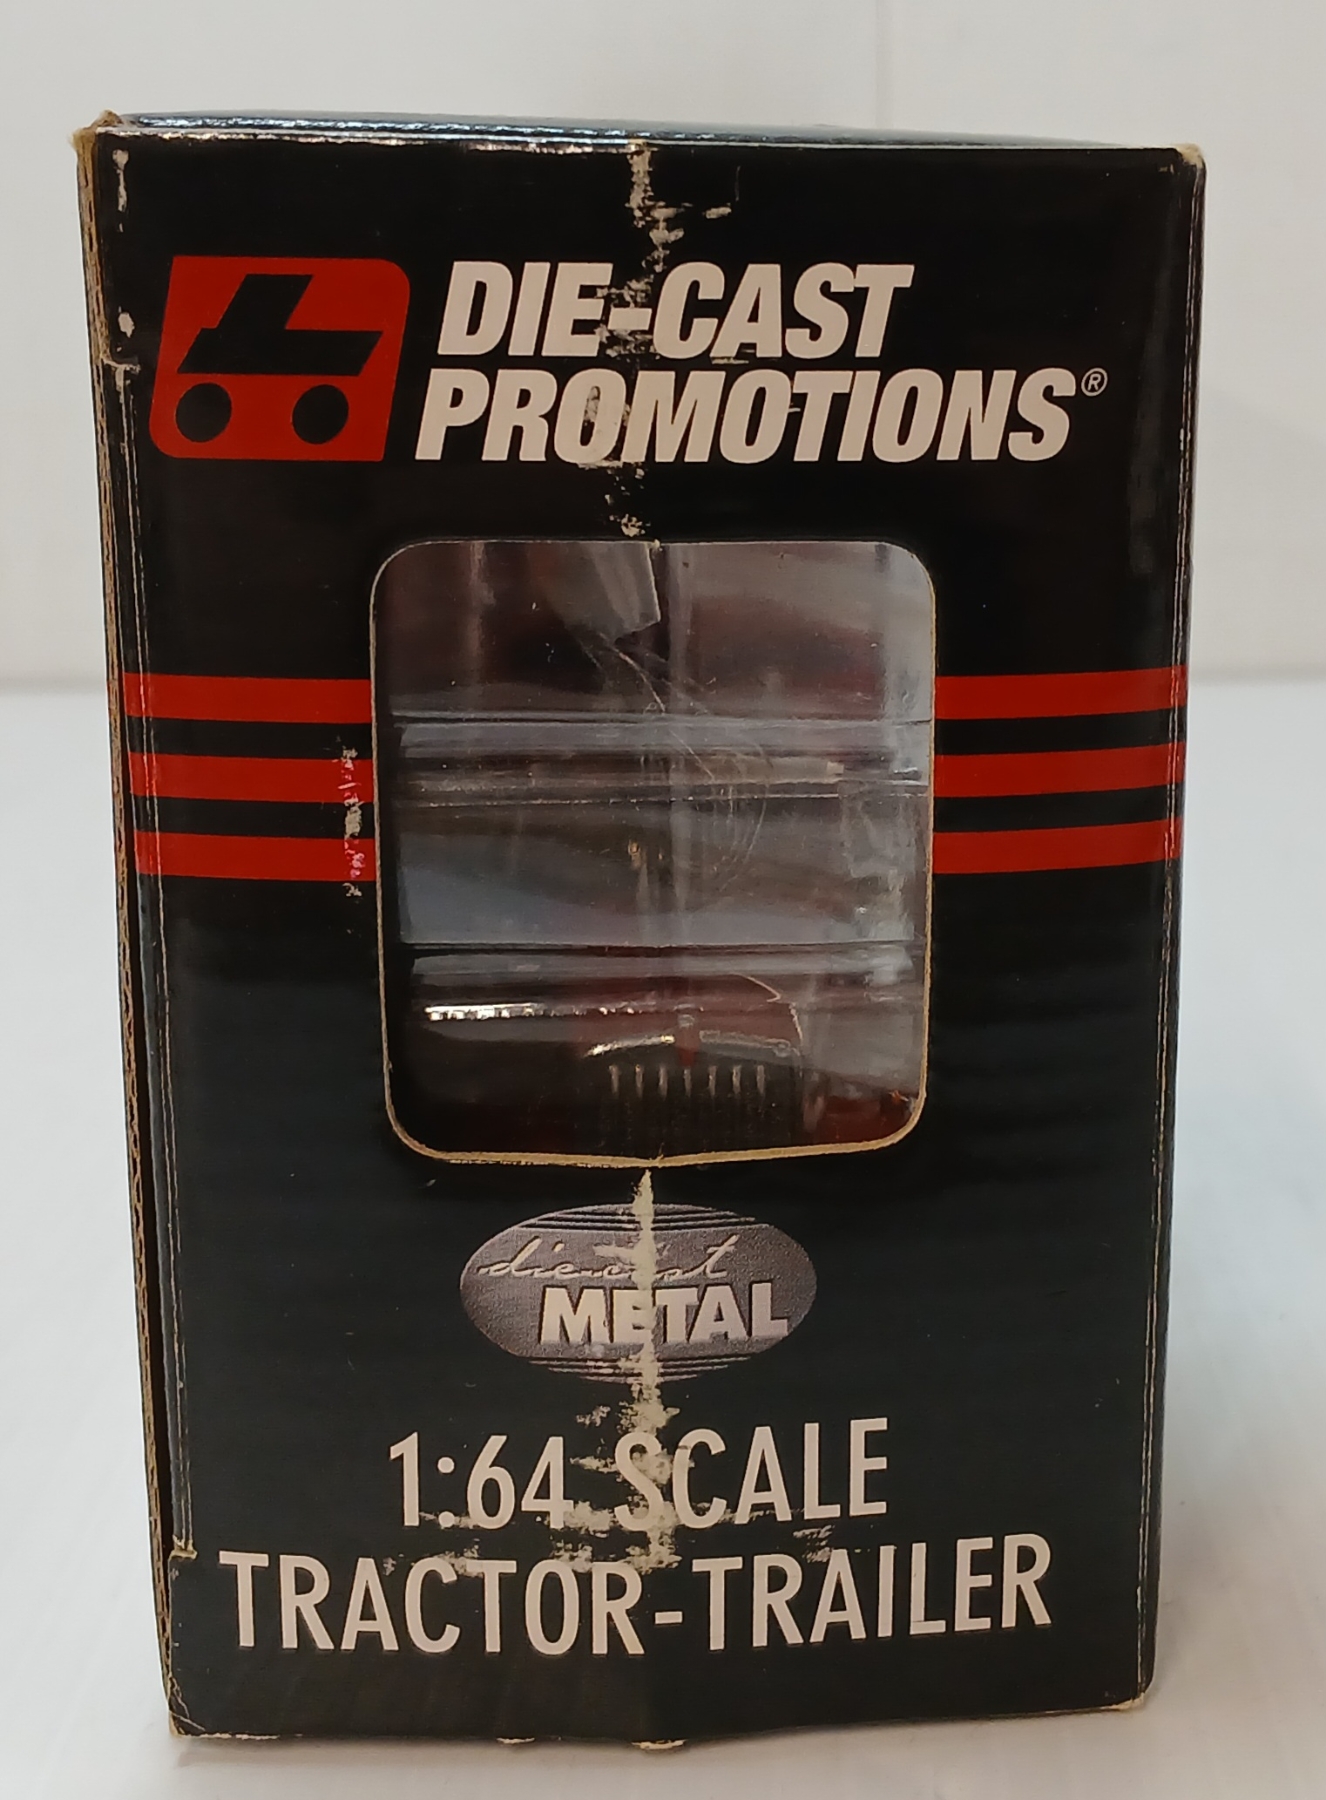 DIE-CAST
PROMOTIONS®
die-cast
METAL
1:64 SCALE
TRACTOR-TRAILER